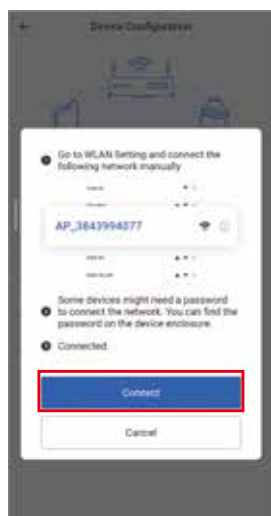 Device Configuration
Go to WLAN Setting and connect the
following network manually
AP_3843994077
Some devices might need a password
to connect the network. You can find the
password on the device enclosure.
Connected.
Connect
Cancel